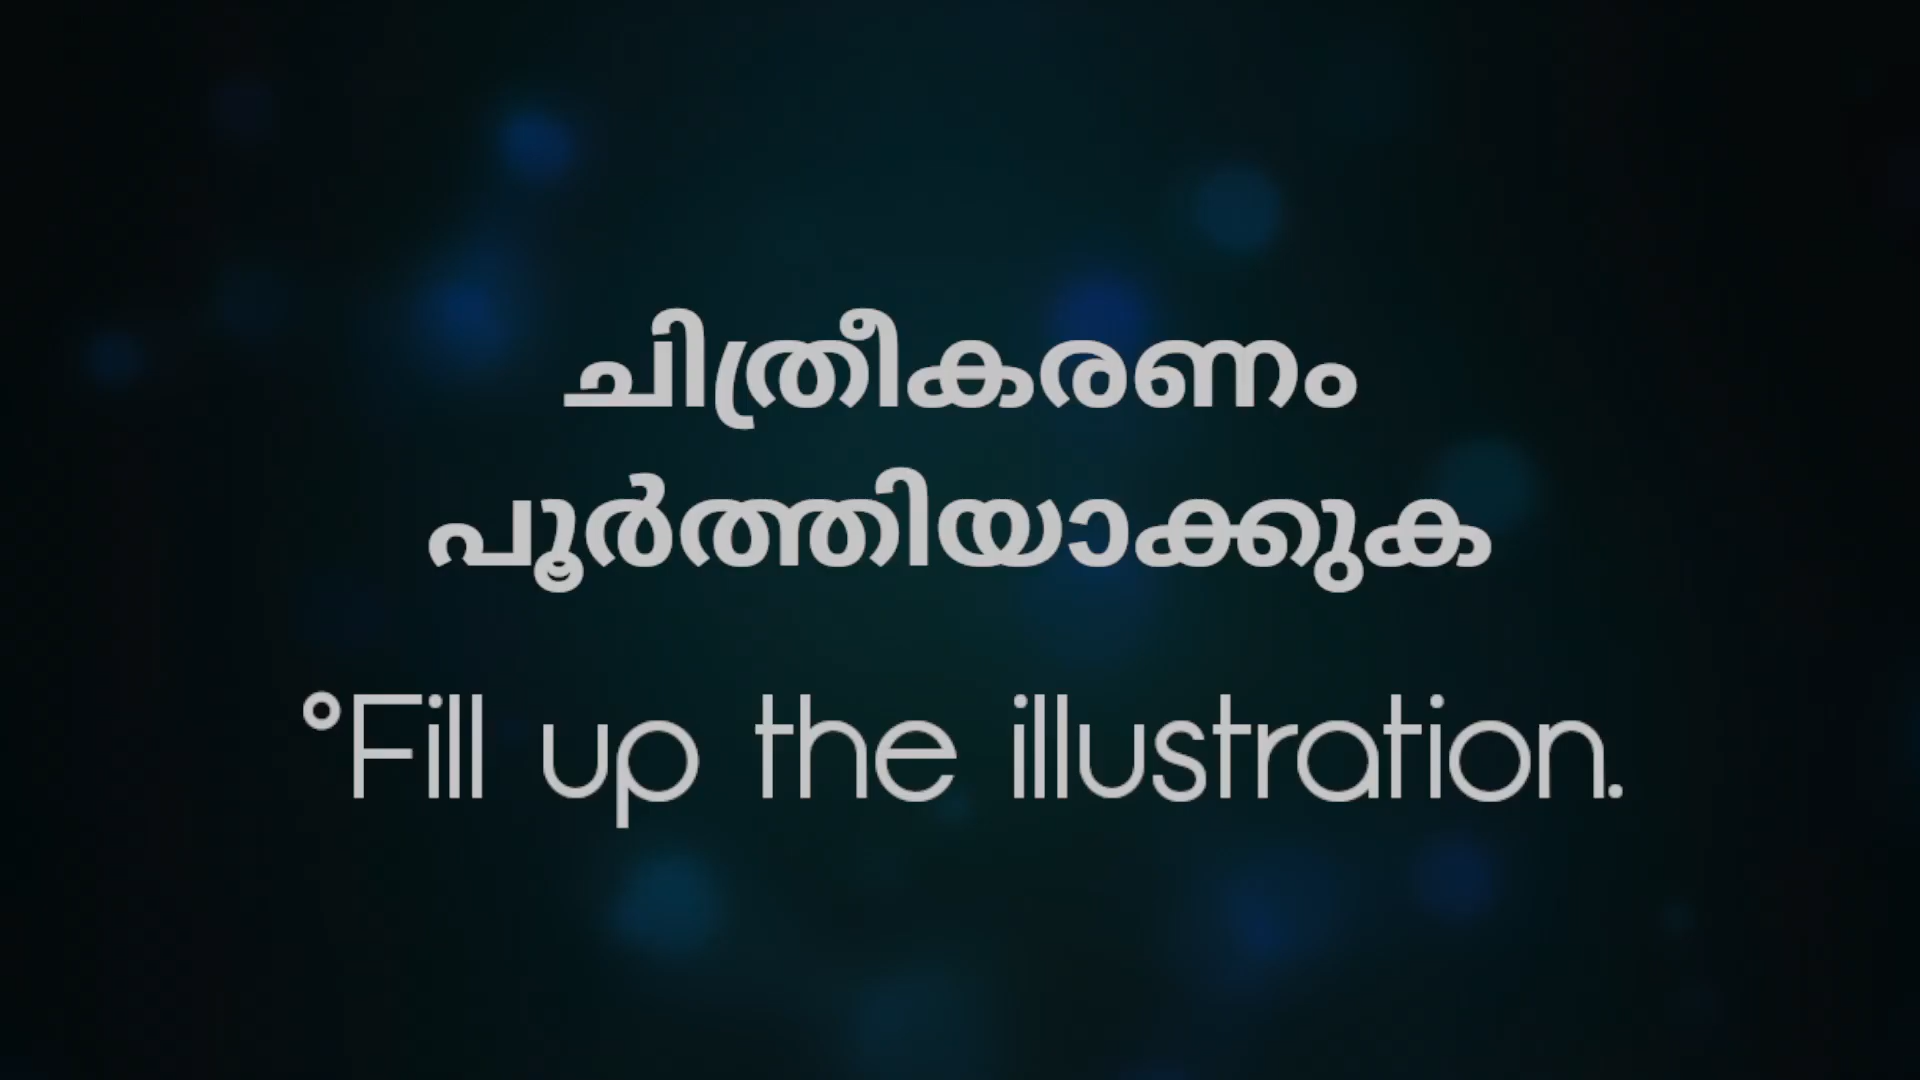 ചിത്രീകരണം
പൂർത്തിയാക്കുക
°Fill up the illustration.